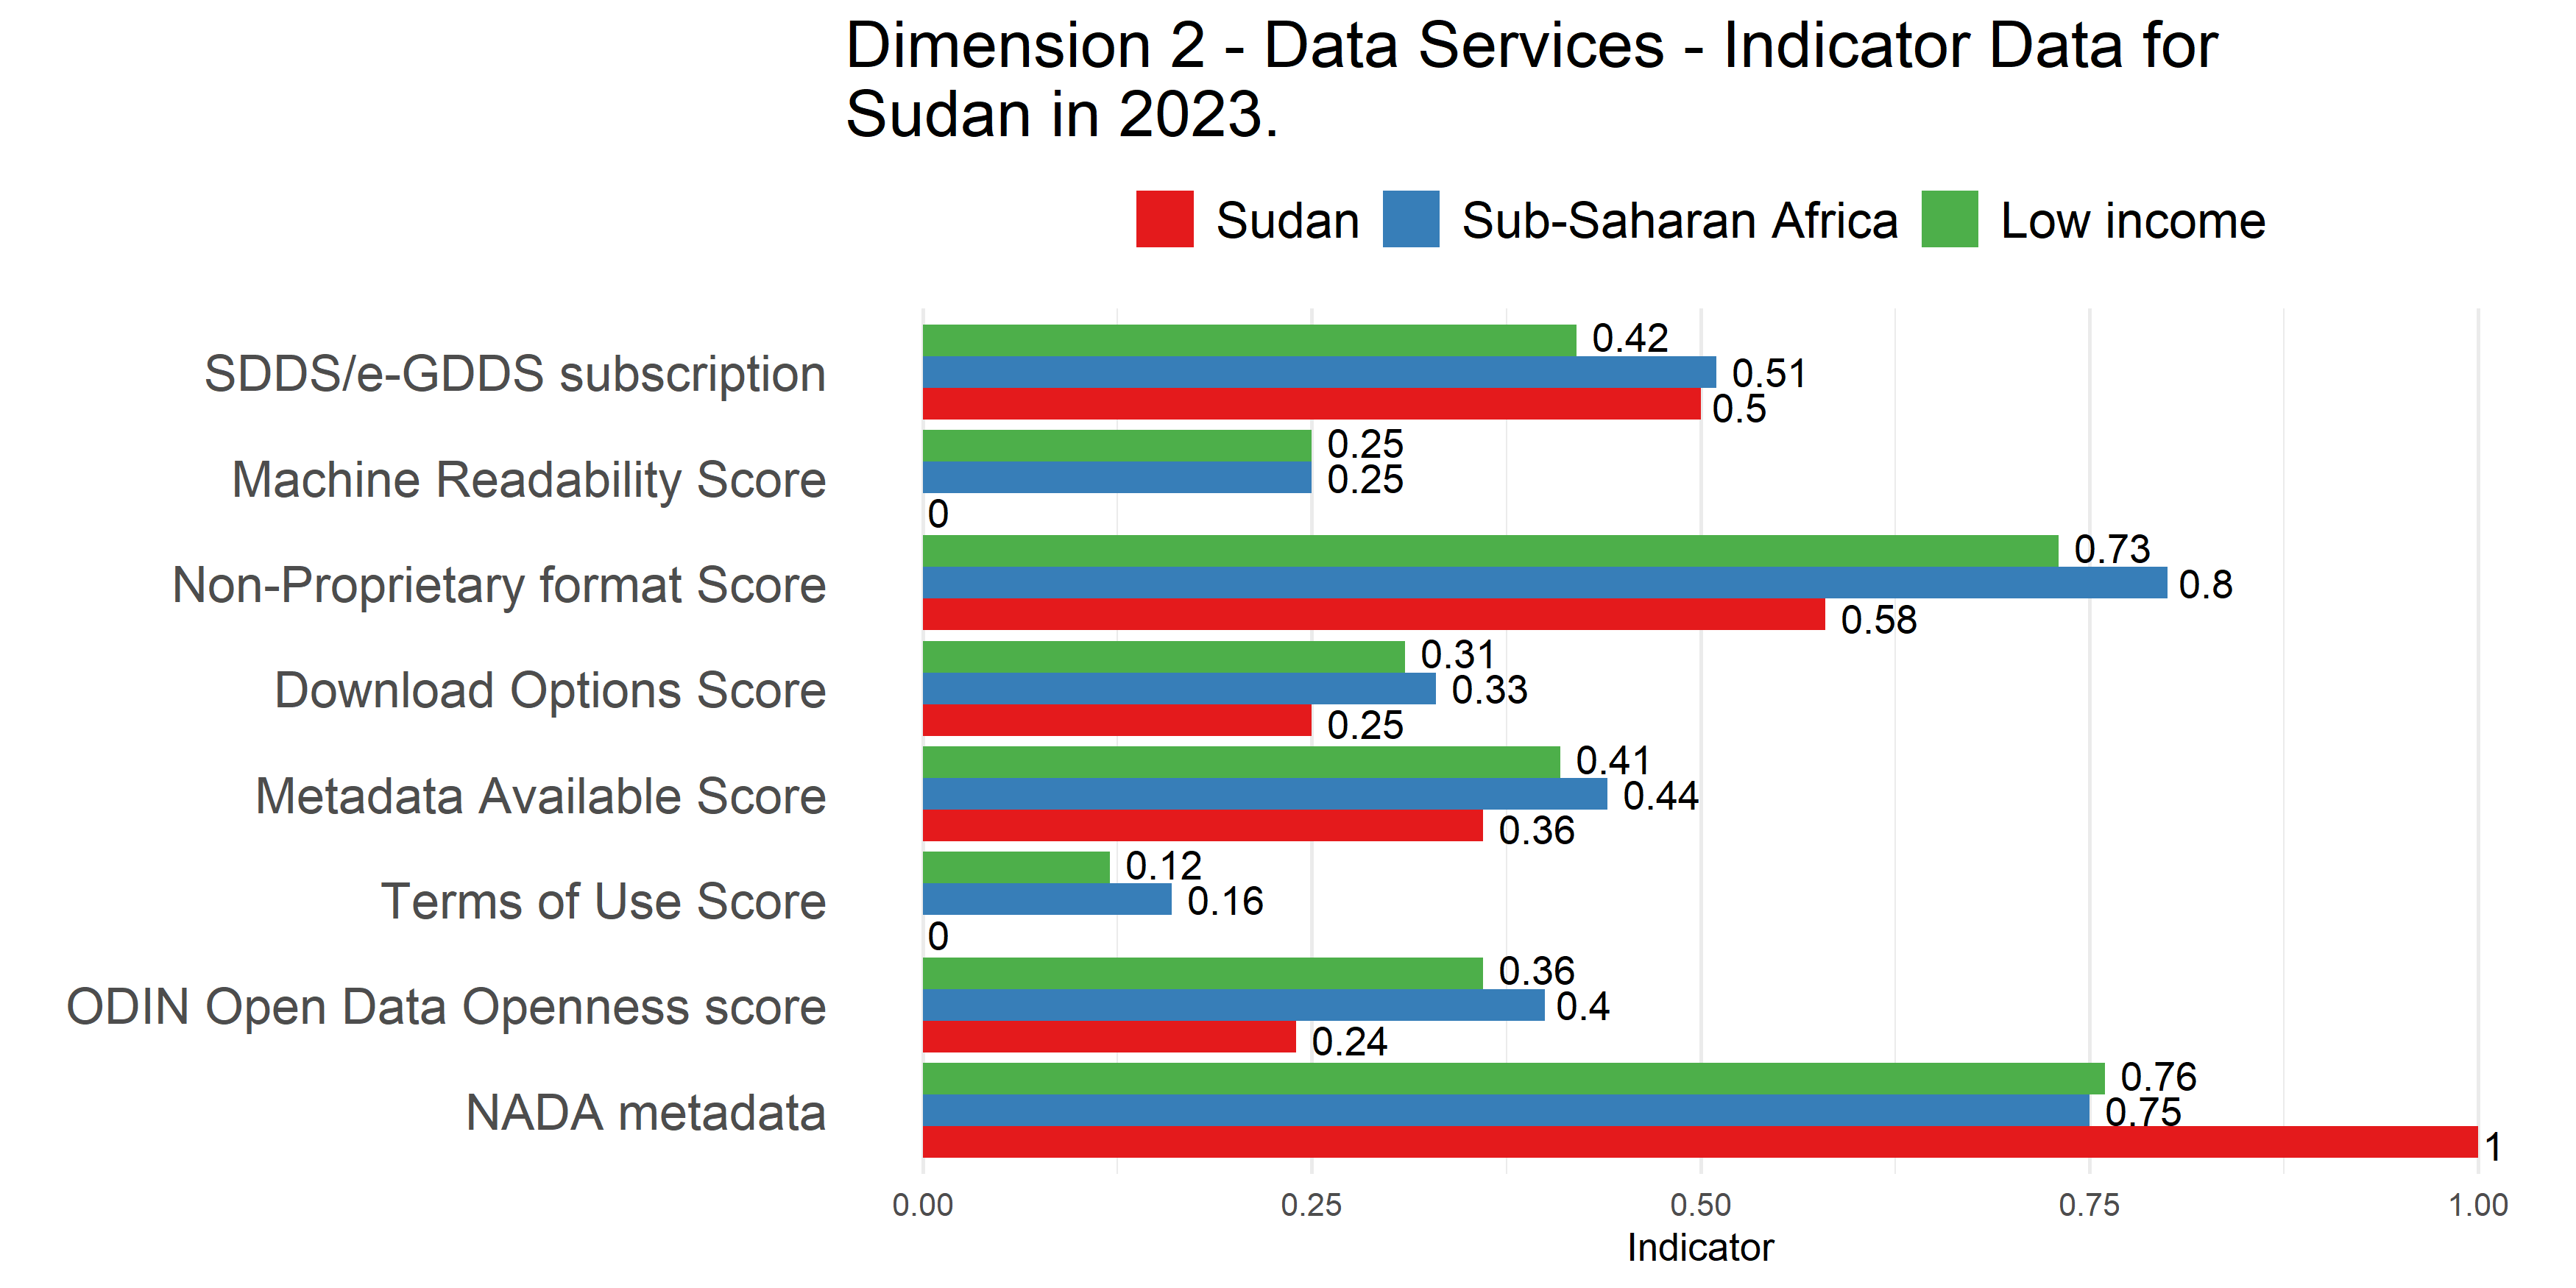 Dimension 2 - Data Services - Indicator Data for
Sudan in 2023.
Sudan Sub-Saharan Africa Low income
SDDS/e-GDDS subscription
0.42
0.51
0.5
Machine Readability Score
0.25
0.25
0
Non-Proprietary format Score
0.73
0.8
0.58
Download Options Score
0.31
0.33
0.25
Metadata Available Score
0.41
0.44
0.36
Terms of Use Score
0.12
0.16
0
ODIN Open Data Openness score
0.36
0.4
0.24
NADA metadata
0.76
0.75
1
0.00 0.25 0.50 0.75 1.00
Indicator